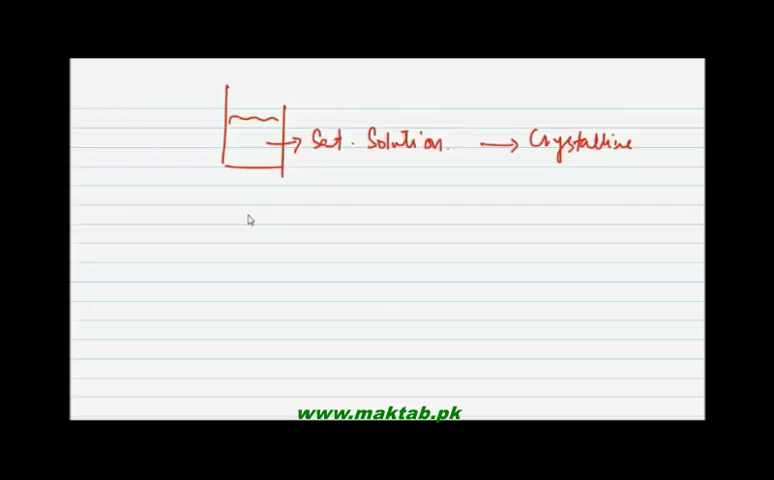 → Sat. Solution. → Crystalline
www.maktab.pk